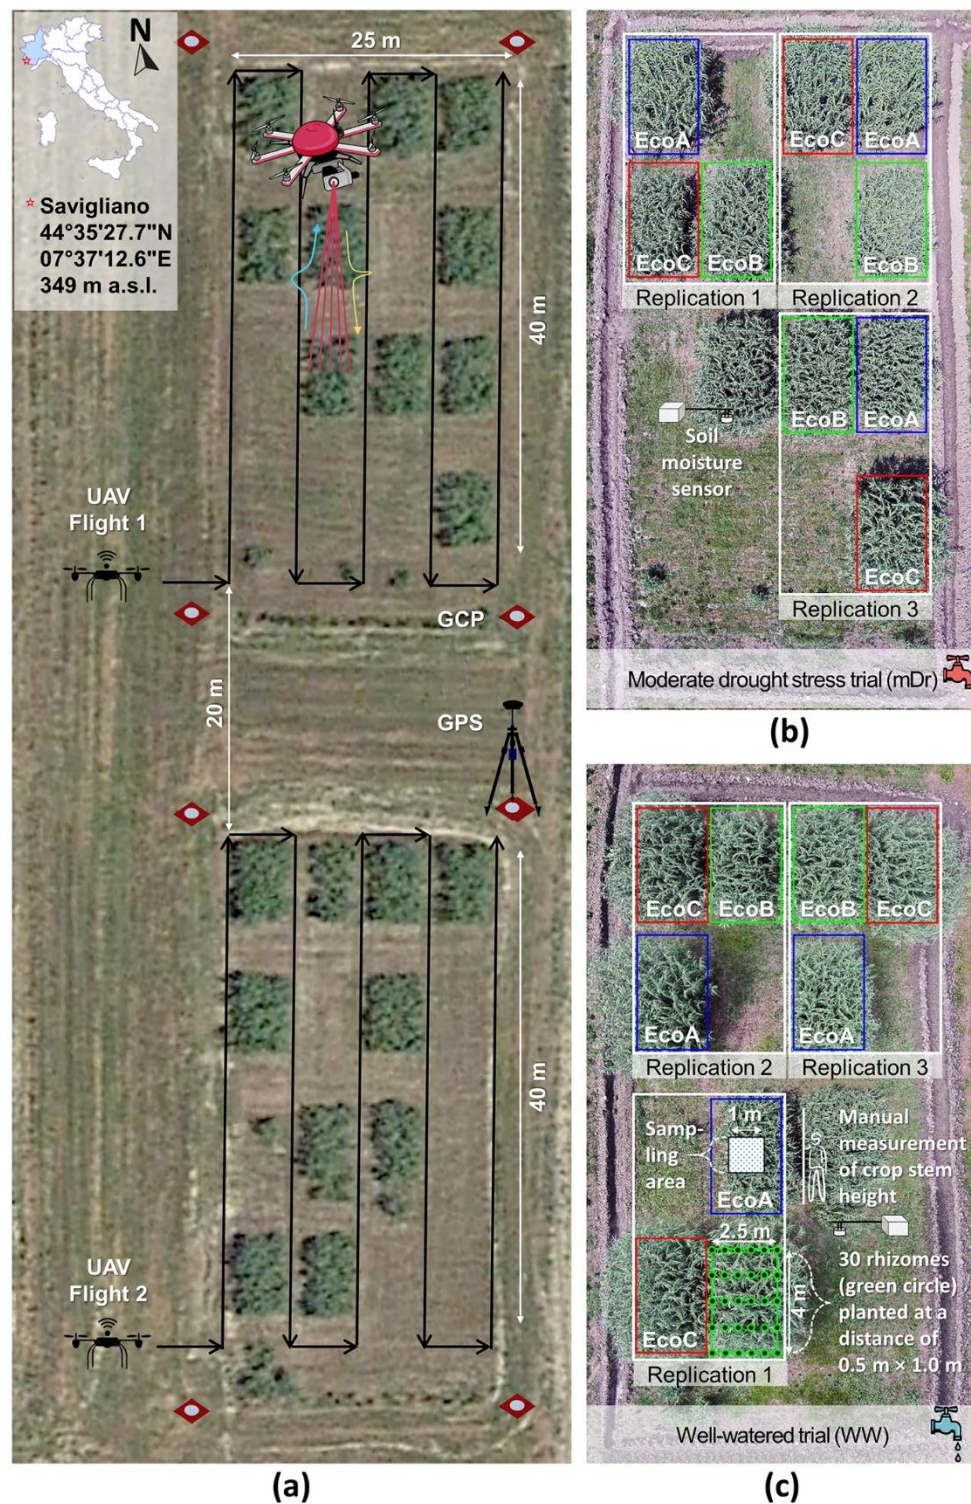 N
Savigliano
44°35'27.7"N
07°37'12.6"E
349 m a.s.l.
25 m
40 m
UAV
Flight 1
GCP
20 m
GPS
40 m
UAV
Flight 2
(a)
EcoA
EcoC
EcoA
EcoC
EcoB
EcoB
Replication 1
Replication 2
EcoB
EcoA
Soil
moisture
sensor
EcoC
Replication 3
Moderate drought stress trial (mDr)
(b)
EcoC
EcoB
EcoB
EcoC
EcoA
EcoA
Replication 2
Replication 3
1 m
Samp-
ling
area
EcoA
Manual
measurement
of crop stem
height
2.5 m
4 m
EcoC
30 rhizomes
(green circle)
planted at a
distance of
0.5 m × 1.0 m
Replication 1
Well-watered trial (WW)
(c)